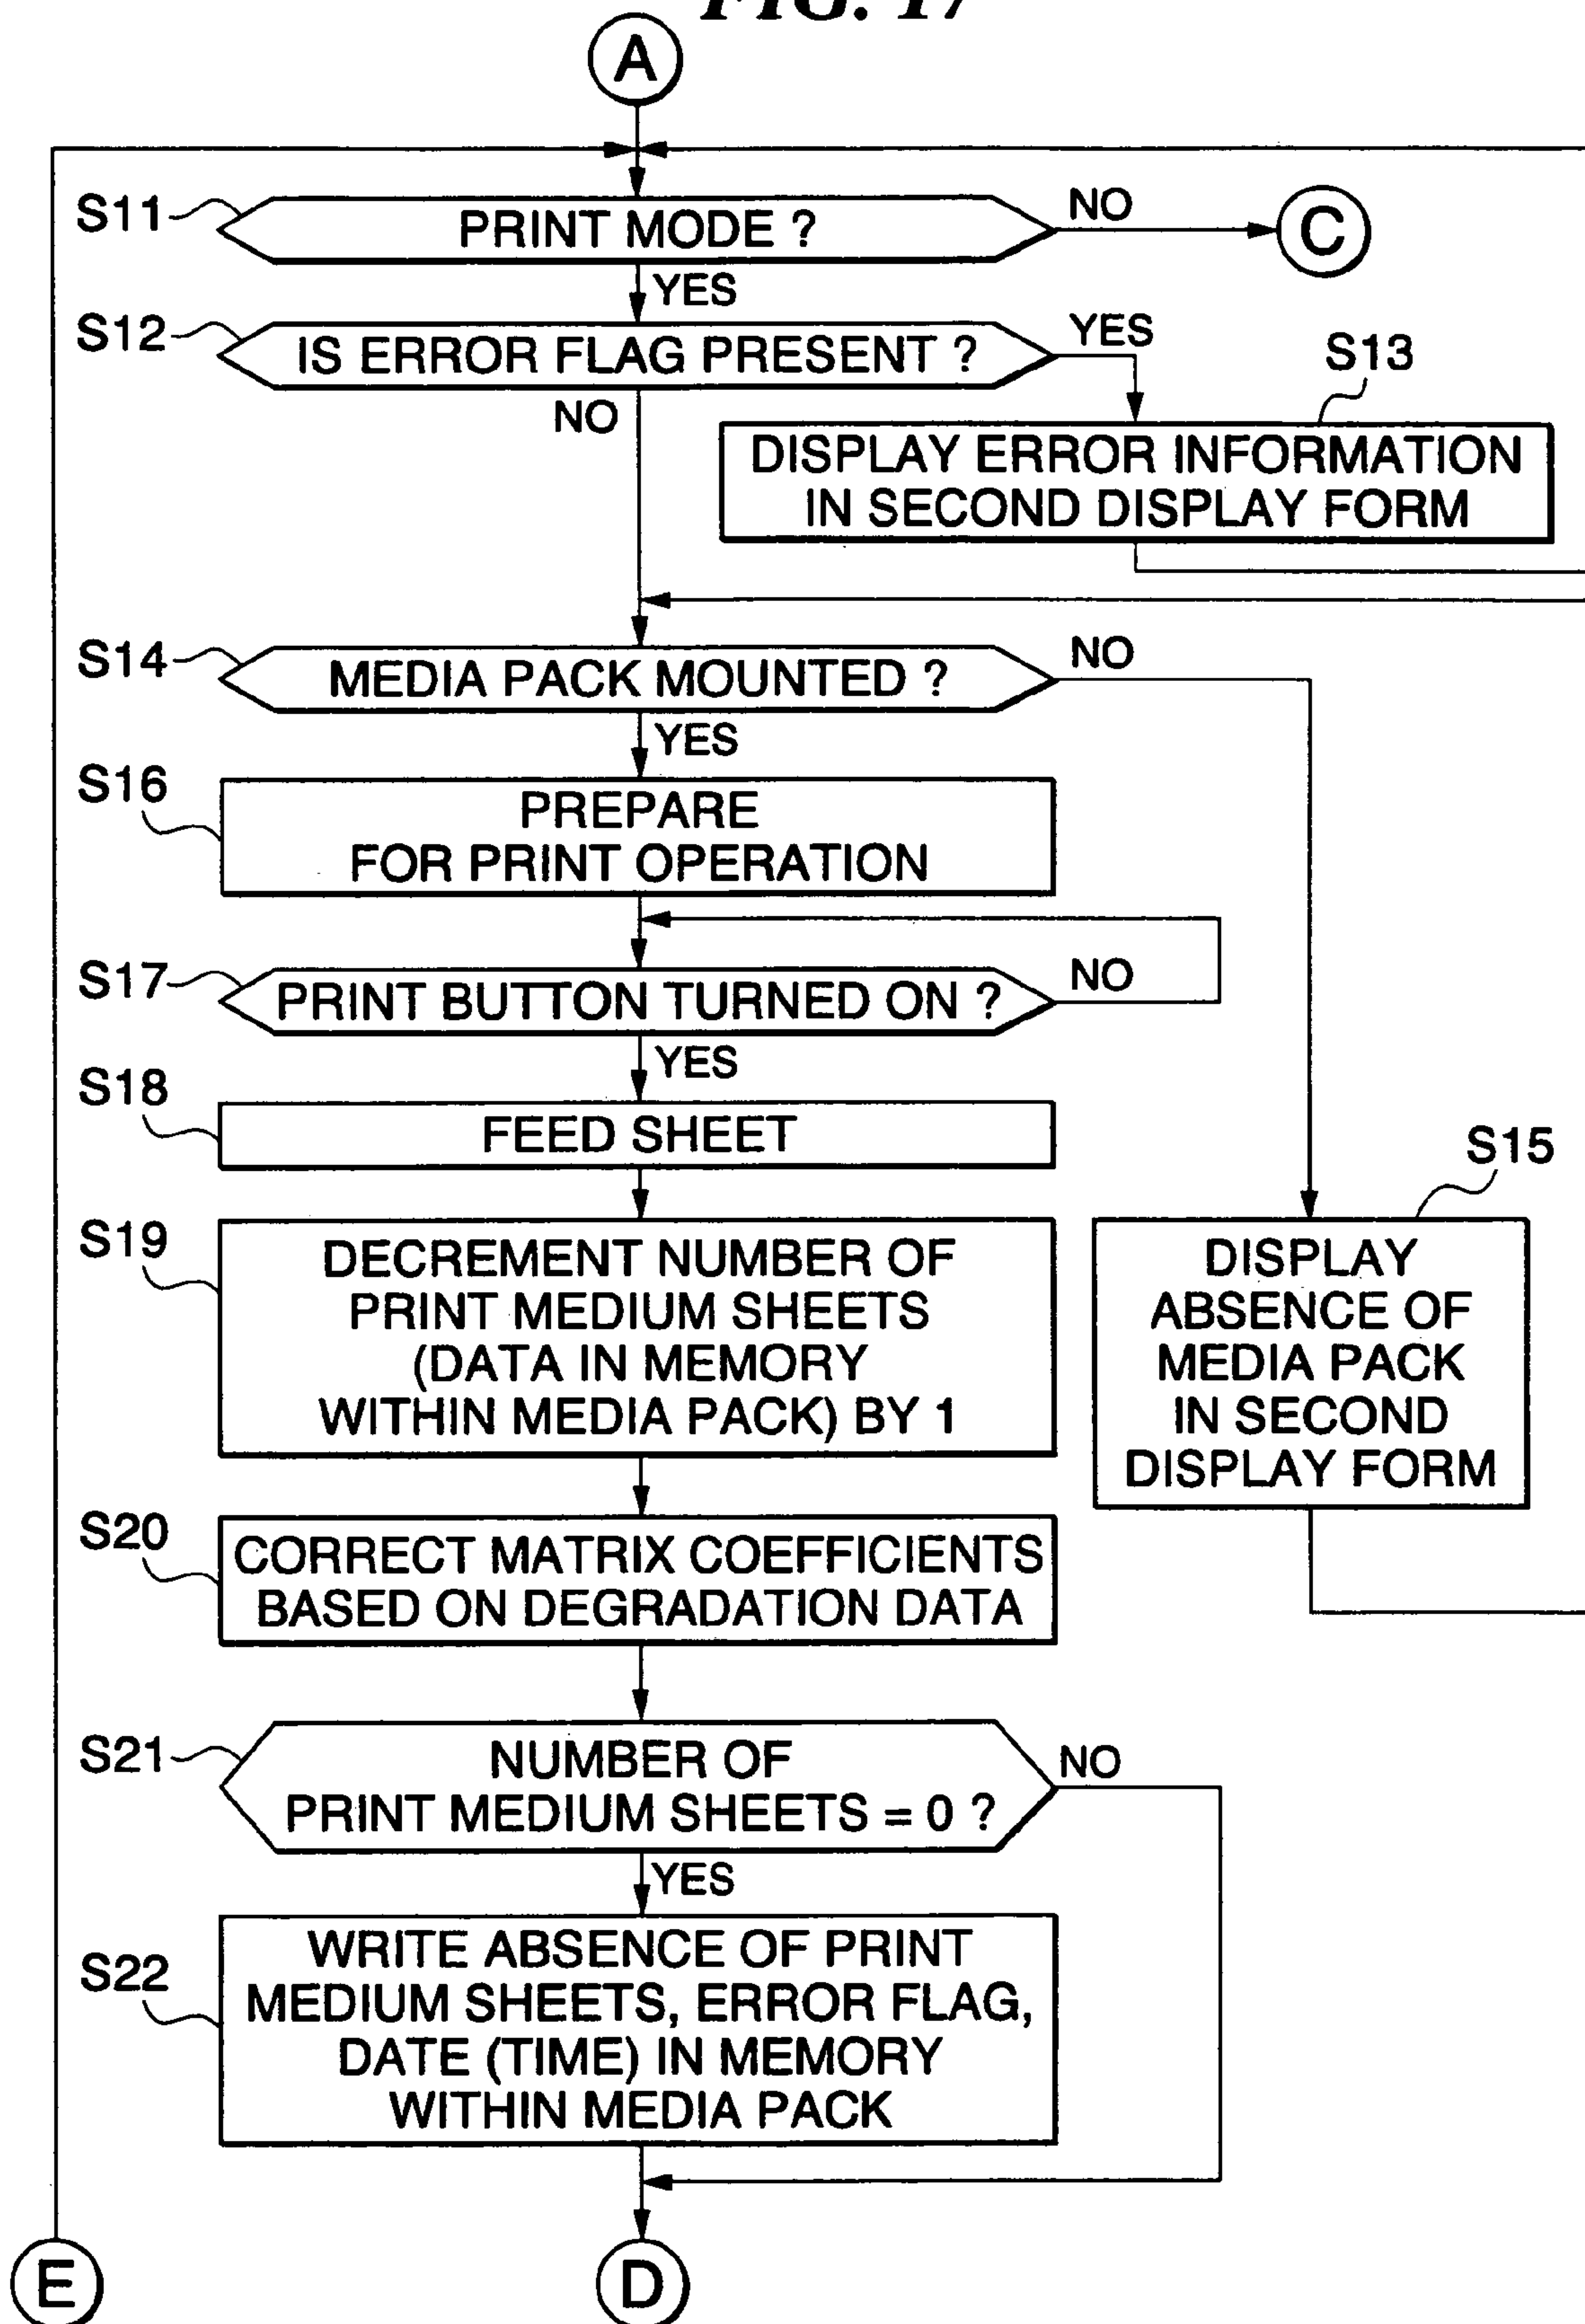 FIG. 17
A
S11
PRINT MODE ?
NO
C
YES
S12
IS ERROR FLAG PRESENT ?
YES
NO
S13
DISPLAY ERROR INFORMATION
IN SECOND DISPLAY FORM
S14
MEDIA PACK MOUNTED ?
NO
YES
S16
PREPARE
FOR PRINT OPERATION
S17
PRINT BUTTON TURNED ON ?
NO
YES
S18
FEED SHEET
S15
DISPLAY
ABSENCE OF
MEDIA PACK
IN SECOND
DISPLAY FORM
S19
DECREMENT NUMBER OF
PRINT MEDIUM SHEETS
(DATA IN MEMORY
WITHIN MEDIA PACK) BY 1
S20
CORRECT MATRIX COEFFICIENTS
BASED ON DEGRADATION DATA
S21
NUMBER OF
PRINT MEDIUM SHEETS = 0 ?
NO
YES
S22
WRITE ABSENCE OF PRINT
MEDIUM SHEETS, ERROR FLAG,
DATE (TIME) IN MEMORY
WITHIN MEDIA PACK
E
D